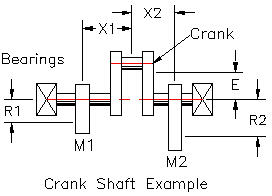 X1
X2
Bearings
Crank
E
R1
R2
M1
M2
Crank Shaft Example